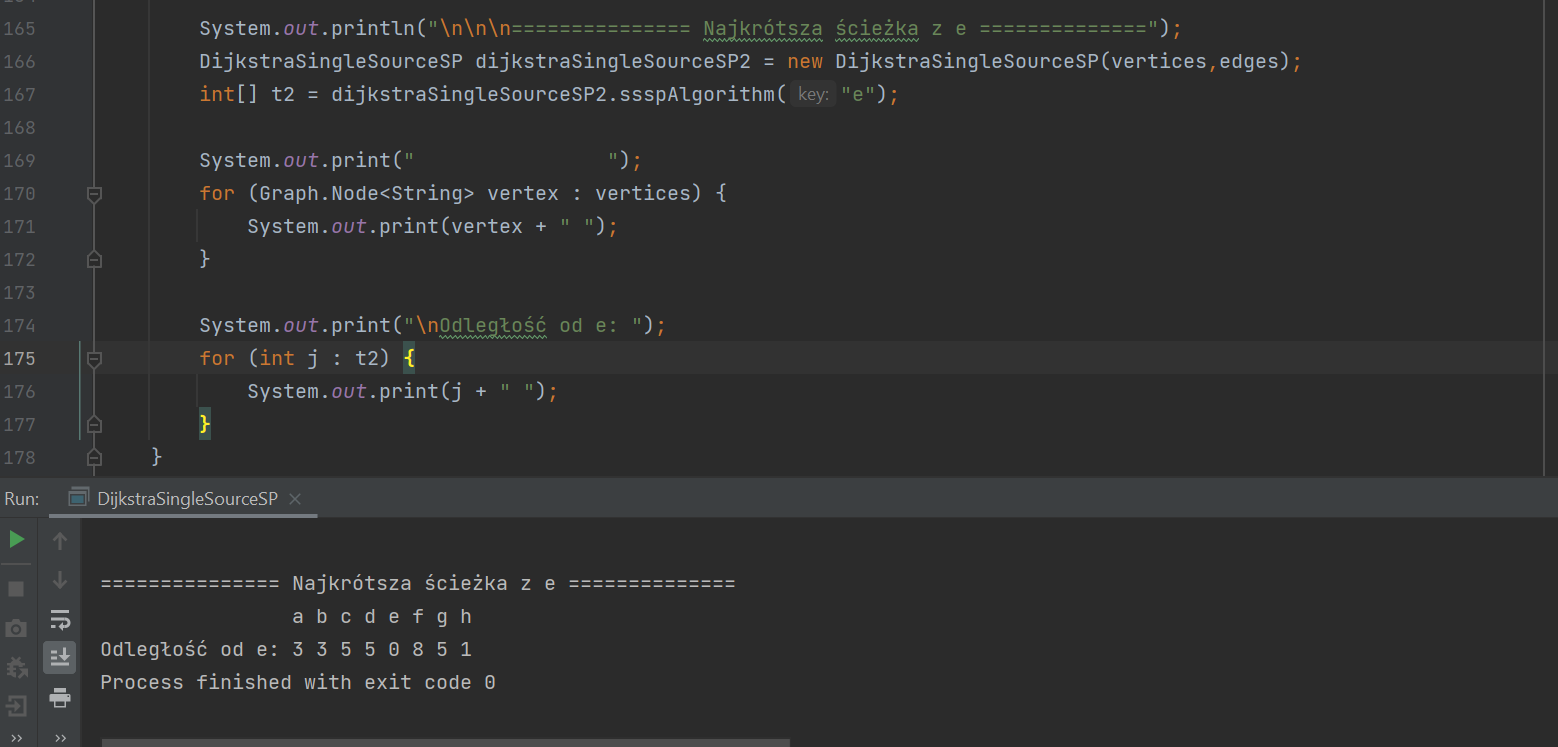 165 System.out.println("\n\n\n=============== Najkrótsza ścieżka z e ==============");
166 DijkstraSingleSourceSP dijkstraSingleSourceSP2 = new DijkstraSingleSourceSP(vertices,edges);
167 int[] t2 = dijkstraSingleSourceSP2.ssspAlgorithm( key: "e");
168
169 System.out.print("                ");
170 for (Graph.Node<String> vertex : vertices) {
171 System.out.print(vertex + " ");
172 }
173
174 System.out.print("\nOdległość od e: ");
175 for (int j : t2) {
176 System.out.print(j + " ");
177 }
178 }
Run: DijkstraSingleSourceSP ×
=============== Najkrótsza ścieżka z e ==============
a b c d e f g h
Odległość od e: 3 3 5 5 0 8 5 1
Process finished with exit code 0
>> >>